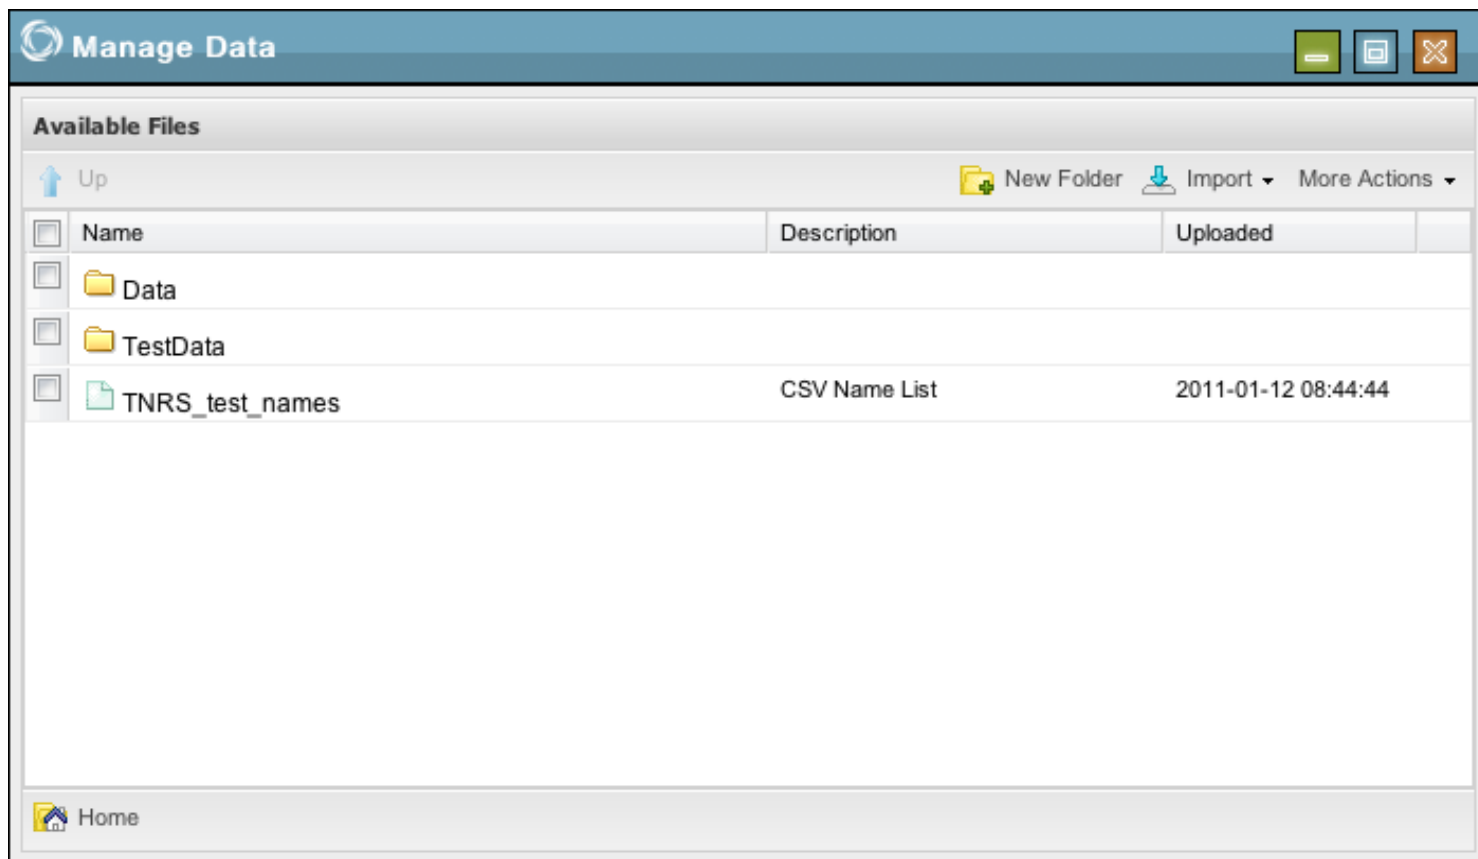 Manage Data
Available Files
Up New Folder Import More Actions
Name Description Uploaded
Data
TestData
TNRS_test_names CSV Name List 2011-01-12 08:44:44
Home